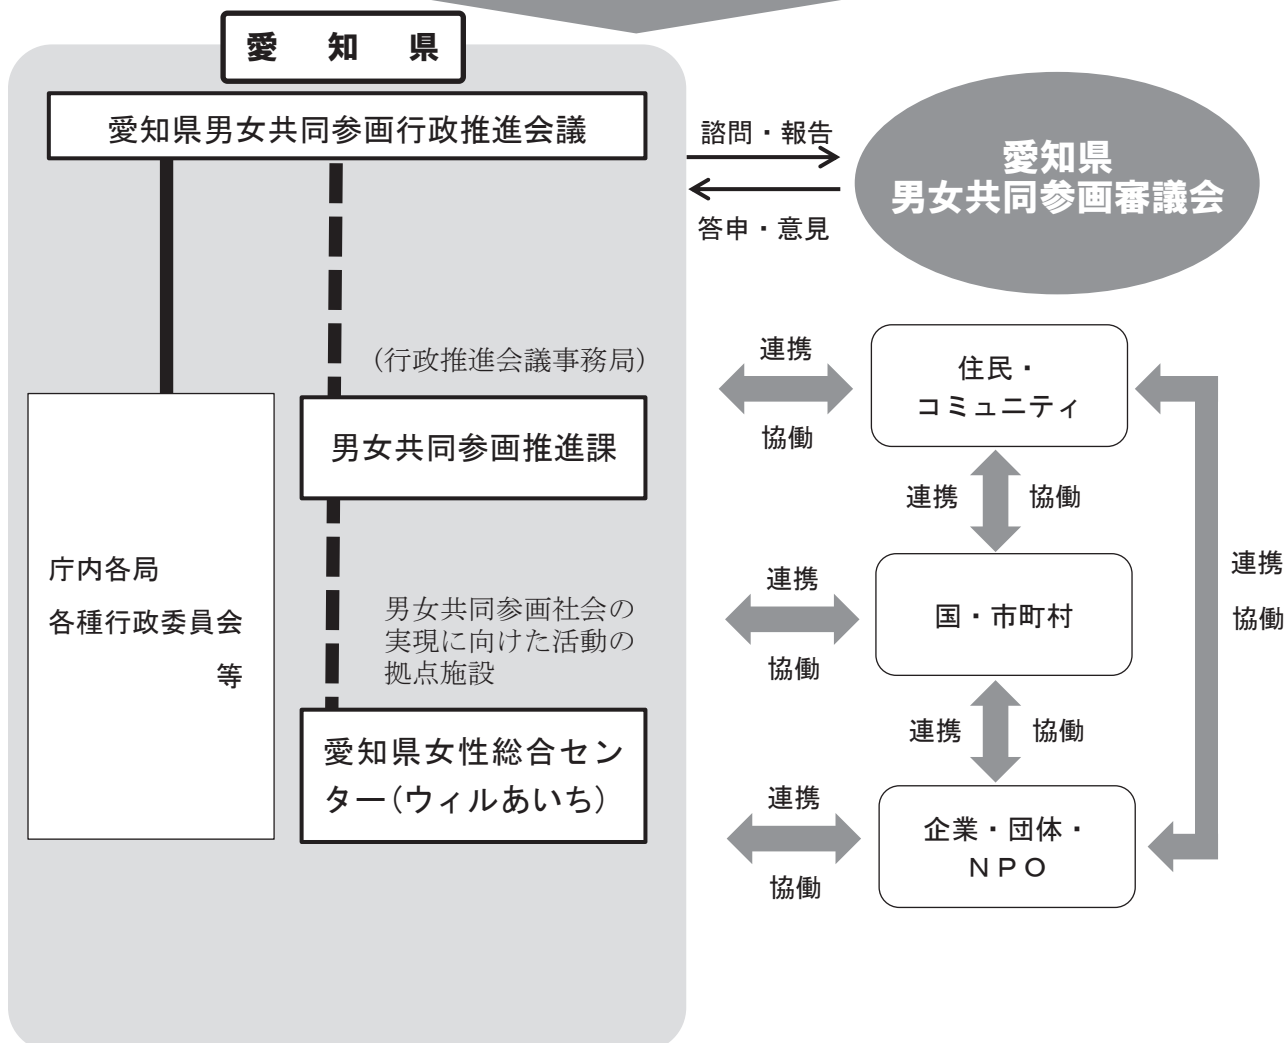 愛 知 県
愛知県男女共同参画行政推進会議
諮問・報告
答申・意見
愛知県
男女共同参画審議会
(行政推進会議事務局)
男女共同参画推進課
庁内各局
各種行政委員会
等
男女共同参画社会の
実現に向けた活動の
拠点施設
愛知県女性総合セン
ター(ウィルあいち)
連携
協働
住民・
コミュニティ
連携
協働
連携
協働
国・市町村
連携
協働
連携
協働
連携
協働
企業・団体・
ＮＰＯ
連携
協働